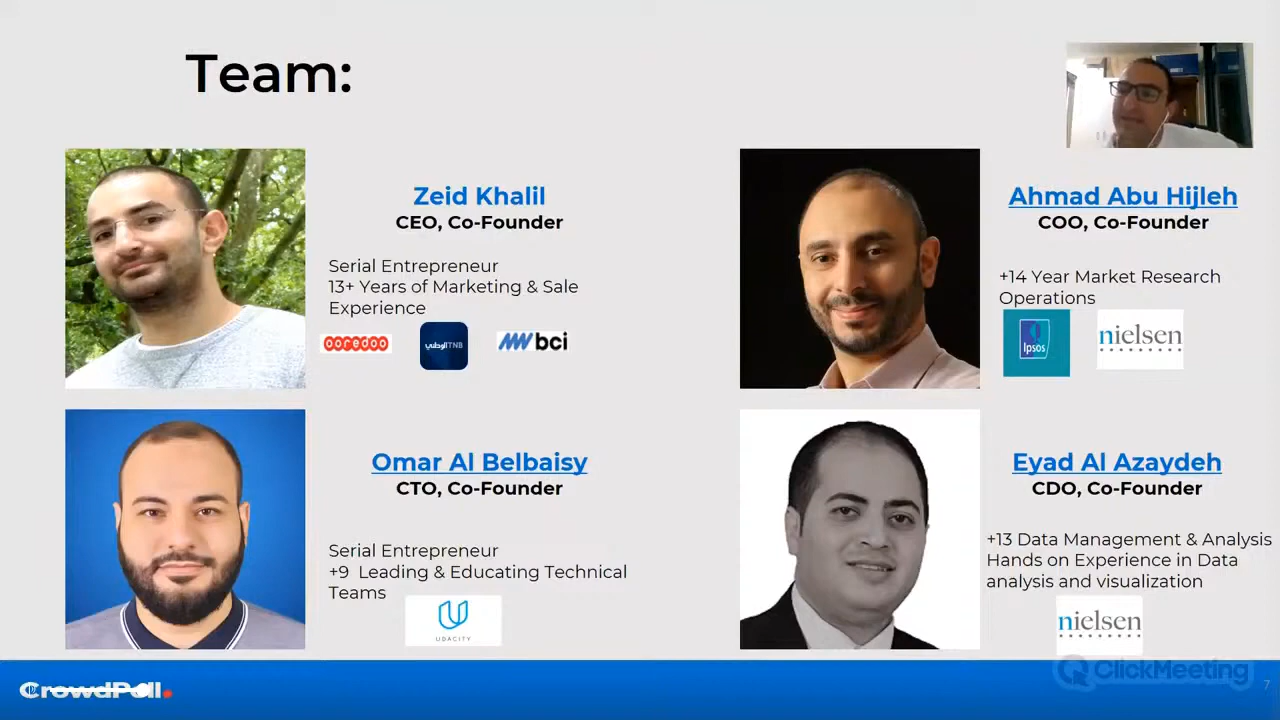 Team:
Zeid Khalil
CEO, Co-Founder
Serial Entrepreneur
13+ Years of Marketing & Sale
Experience
ooredoo
الوطني TNB
bci
Ahmad Abu Hijleh
COO, Co-Founder
+14 Year Market Research
Operations
Ipsos
nielsen
Omar Al Belbaisy
CTO, Co-Founder
Serial Entrepreneur
+9 Leading & Educating Technical
Teams
UDACITY
Eyad Al Azaydeh
CDO, Co-Founder
+13 Data Management & Analysis
Hands on Experience in Data
analysis and visualization
nielsen
CrowdPoll.
ClickMeeting
7